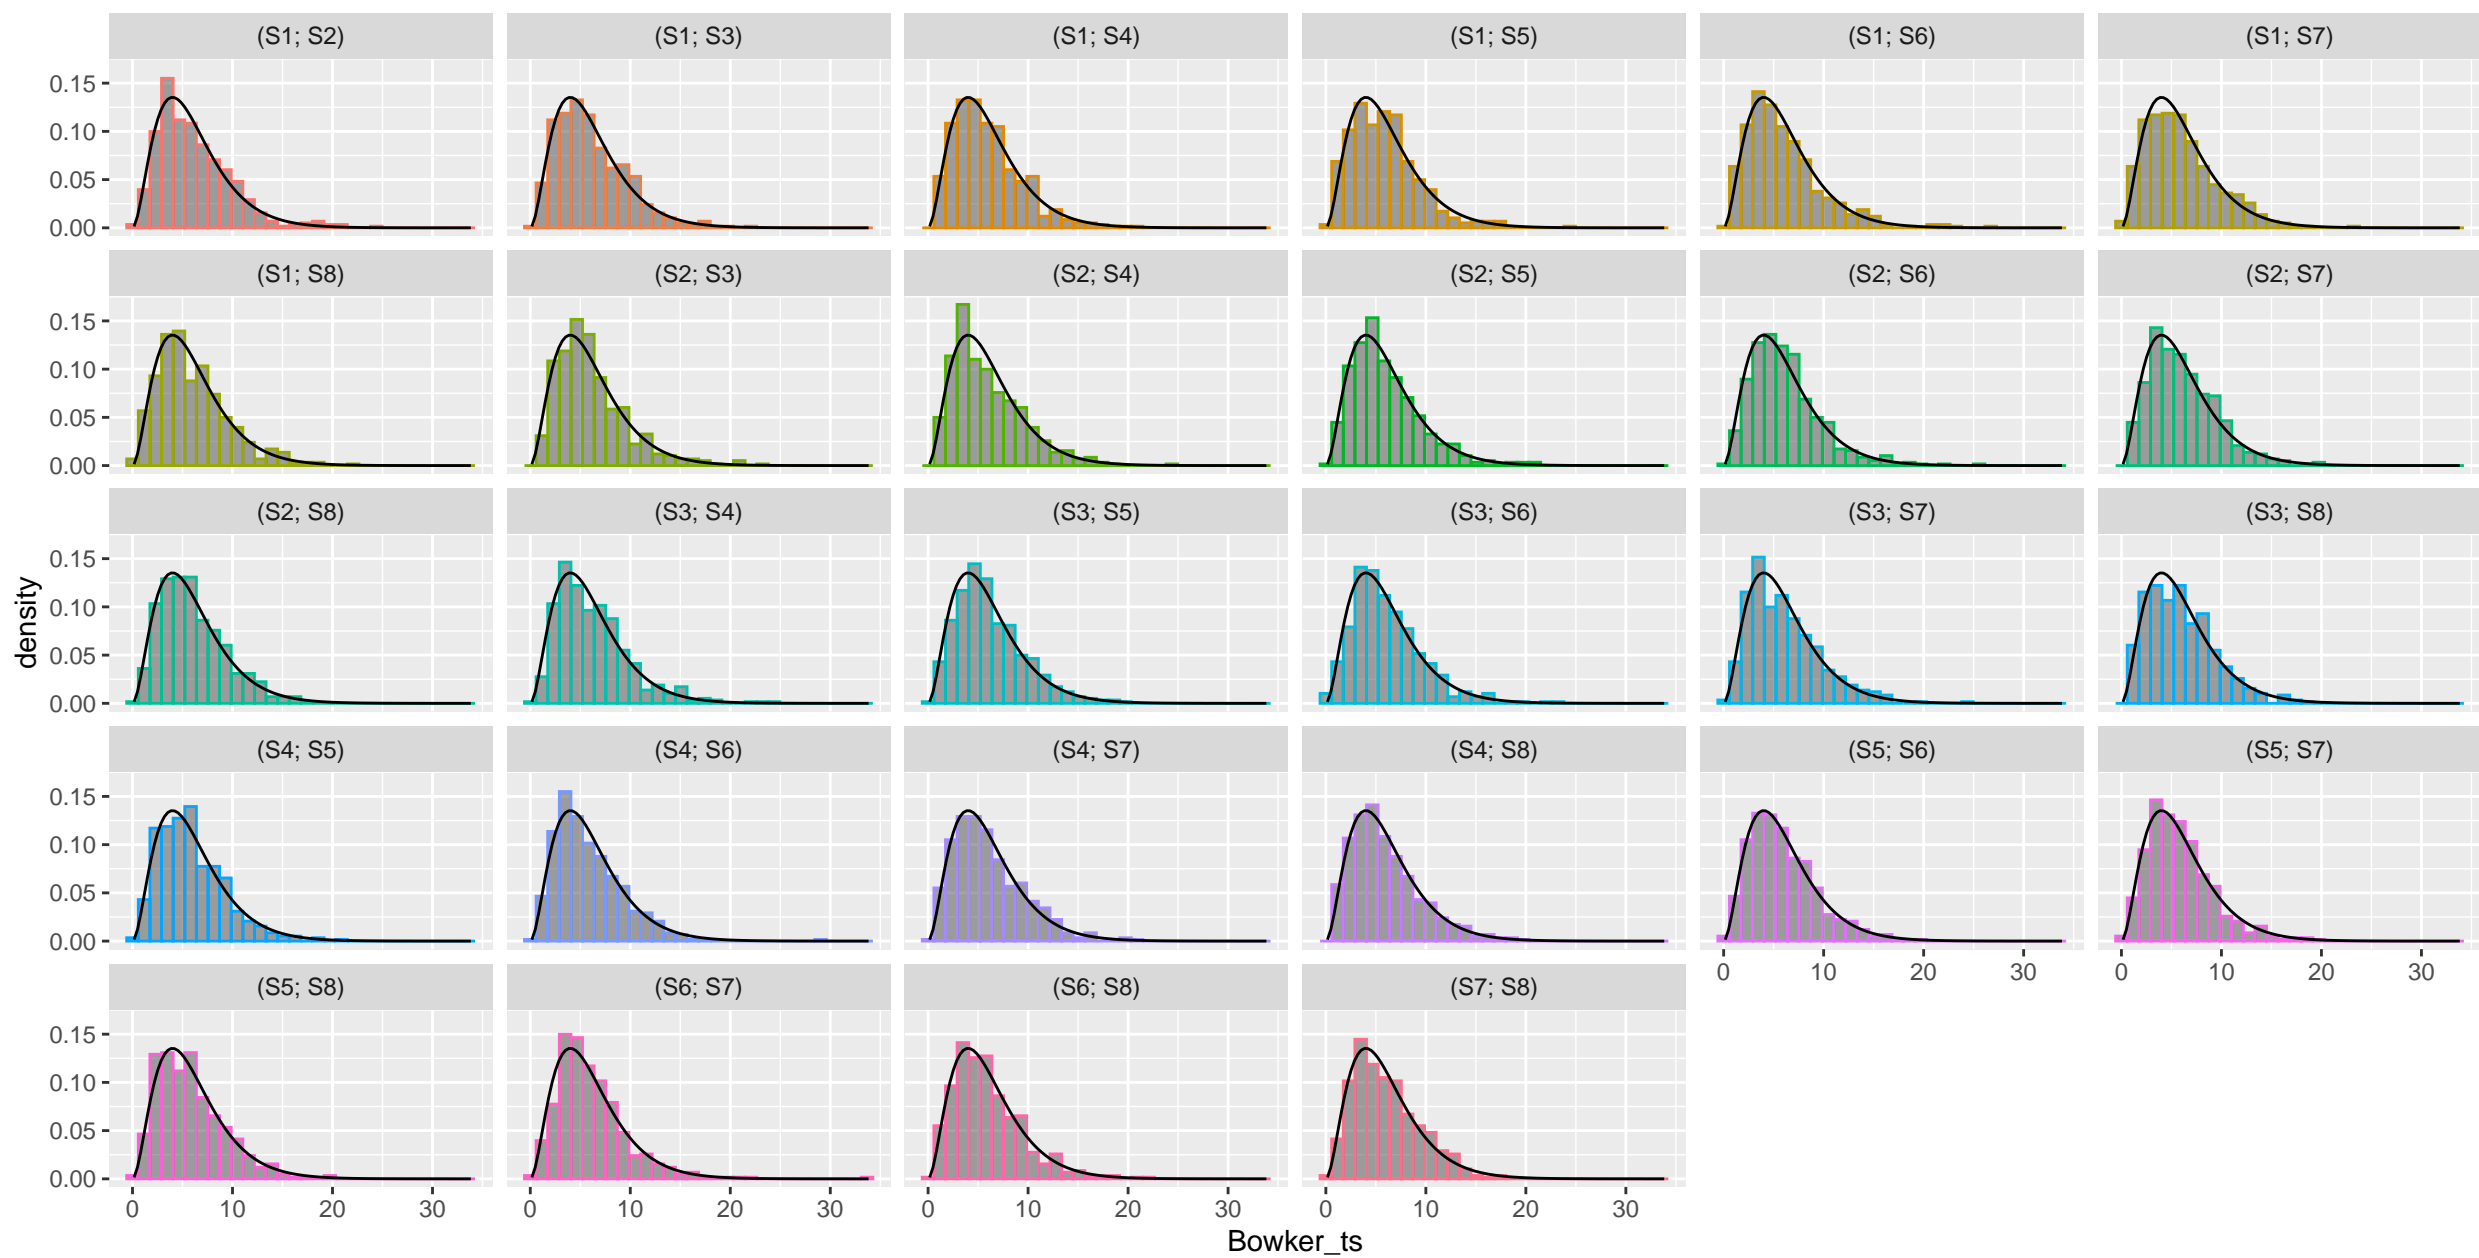 (S1; S2) (S1; S3) (S1; S4) (S1; S5) (S1; S6) (S1; S7)
0.15
0.10
0.05
0.00
(S1; S8) (S2; S3) (S2; S4) (S2; S5) (S2; S6) (S2; S7)
0.15
0.10
0.05
0.00
(S2; S8) (S3; S4) (S3; S5) (S3; S6) (S3; S7) (S3; S8)
0.15
0.10
0.05
0.00
density
(S4; S5) (S4; S6) (S4; S7) (S4; S8) (S5; S6) (S5; S7)
0.15
0.10
0.05
0.00
0 10 20 30 0 10 20 30
(S5; S8) (S6; S7) (S6; S8) (S7; S8)
0.15
0.10
0.05
0.00
0 10 20 30 0 10 20 30 0 10 20 30 0 10 20 30
Bowker_ts